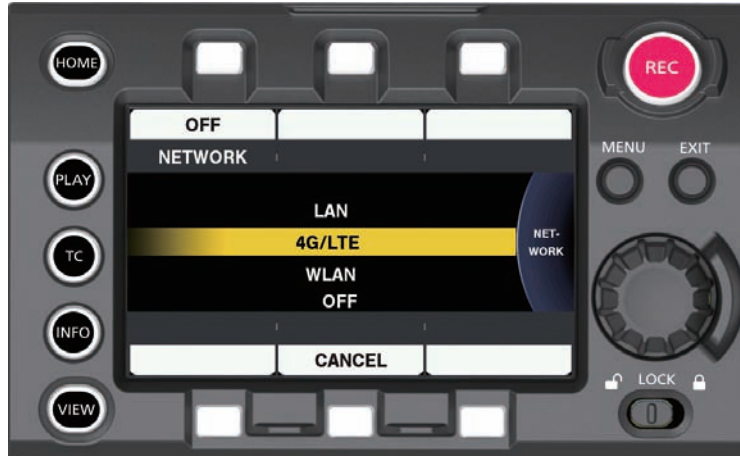 HOME
REC
OFF
NETWORK
MENU EXIT
PLAY
LAN
4G/LTE
NET-
WORK
TC
WLAN
OFF
INFO
CANCEL
LOCK
VIEW